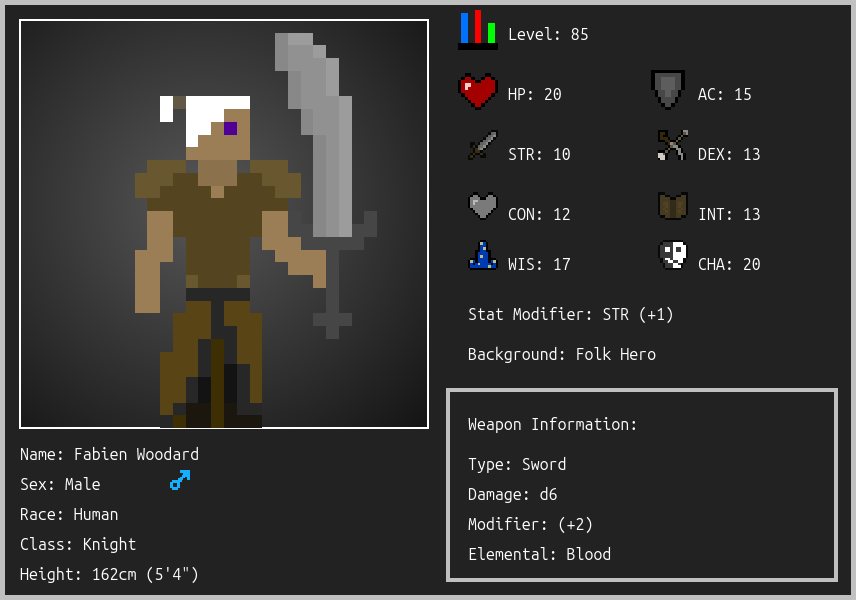 Level: 85
HP: 20
AC: 15
STR: 10
DEX: 13
CON: 12
INT: 13
WIS: 17
CHA: 20
Stat Modifier: STR (+1)
Background: Folk Hero
Weapon Information:
Type: Sword
Damage: d6
Modifier: (+2)
Elemental: Blood
Name: Fabien Woodard
Sex: Male
Race: Human
Class: Knight
Height: 162cm (5'4")